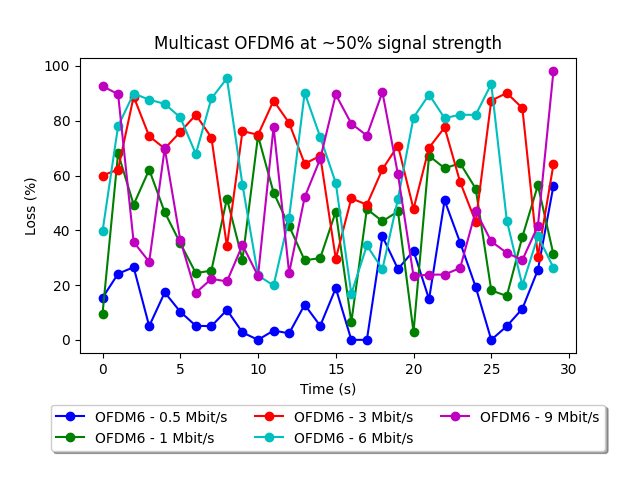 Multicast OFDM6 at ~50% signal strength
100
80
60
40
20
0
Loss (%)
0 5 10 15 20 25 30
Time (s)
OFDM6 - 0.5 Mbit/s OFDM6 - 3 Mbit/s OFDM6 - 9 Mbit/s
OFDM6 - 1 Mbit/s OFDM6 - 6 Mbit/s